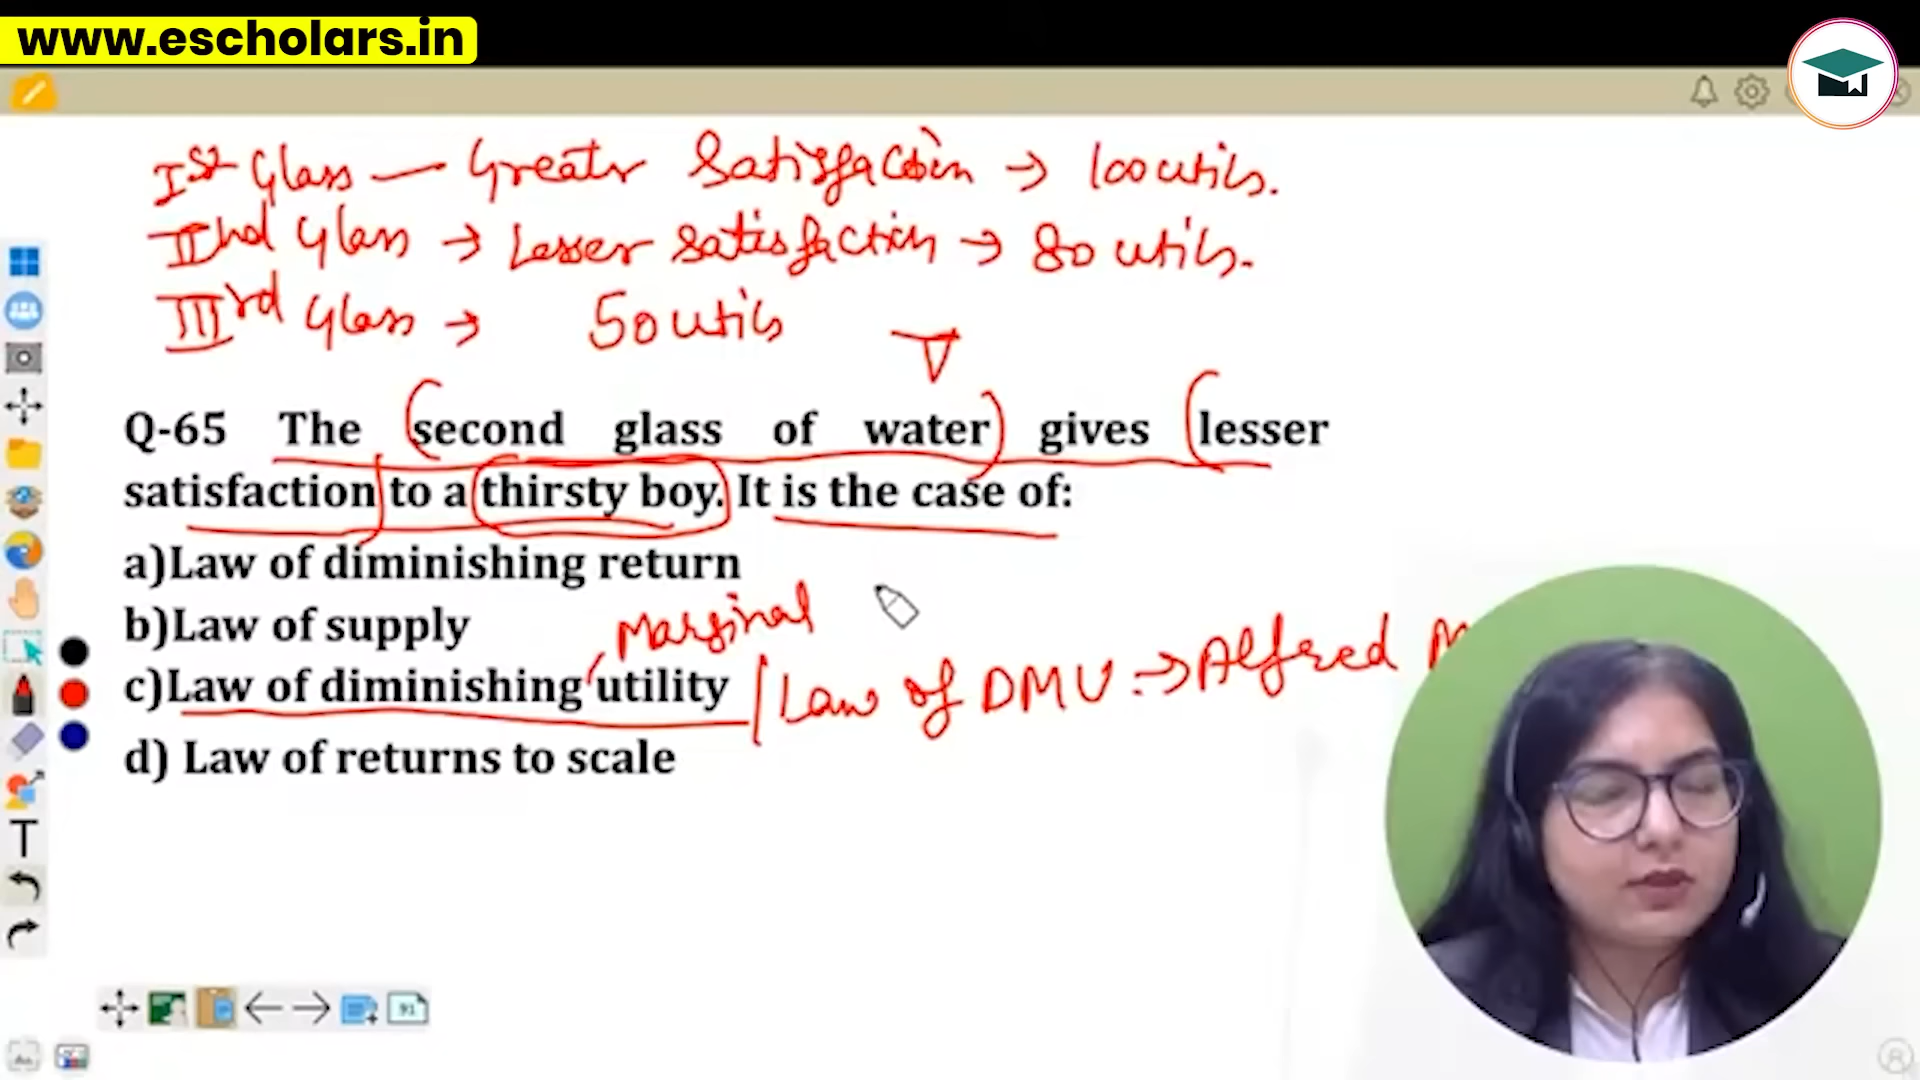 www.escholars.in
Ist Glass — Greater Satisfaction → 100 utils.
IInd Glass → Lesser satisfaction → 80 utils.
IIIrd Glass → 50 utils
Q-65 The second glass of water gives lesser
satisfaction to a thirsty boy. It is the case of:
a)Law of diminishing return
b)Law of supply
Marginal
c)Law of diminishing utility / Law of DMU :→ Alfred M
d) Law of returns to scale
T
91